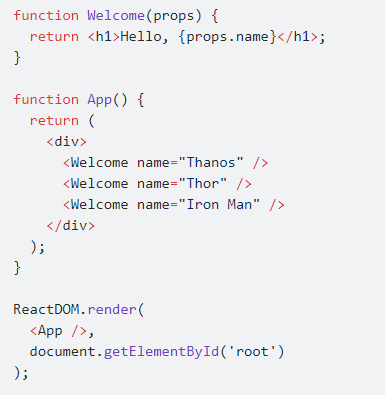 function Welcome(props) {
  return <h1>Hello, {props.name}</h1>;
}

function App() {
  return (
    <div>
      <Welcome name="Thanos" />
      <Welcome name="Thor" />
      <Welcome name="Iron Man" />
    </div>
  );
}

ReactDOM.render(
  <App />,
  document.getElementById('root')
);